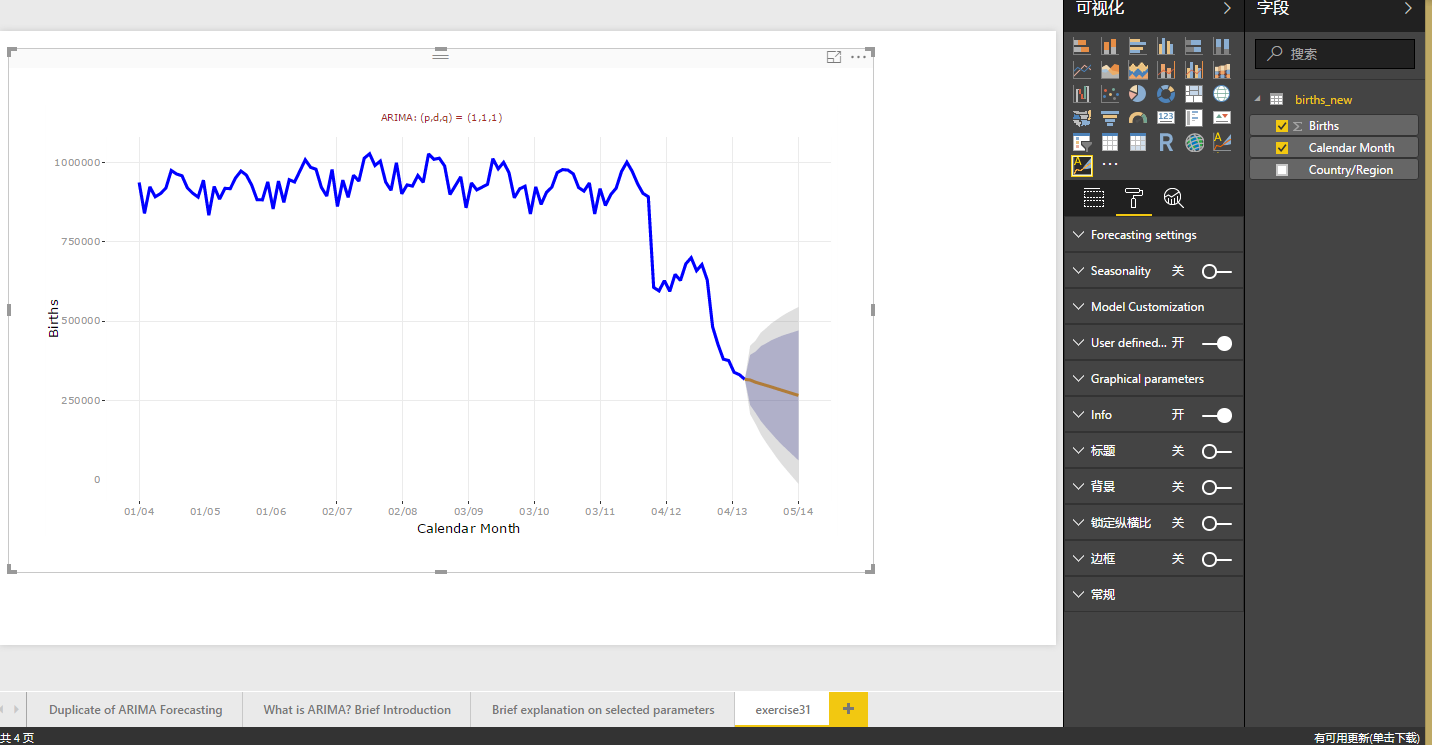 可视化
字段
搜索
births_new
Σ Births
Calendar Month
Country/Region
Forecasting settings
Seasonality 关
Model Customization
User defined... 开
Graphical parameters
Info 开
标题 关
背景 关
锁定纵横比 关
边框 关
常规
ARIMA: (p,d,q) = (1,1,1)
1000000
750000
500000
250000
0
Births
01/04 01/05 01/06 02/07 02/08 03/09 03/10 03/11 04/12 04/13 05/14
Calendar Month
Duplicate of ARIMA Forecasting
What is ARIMA? Brief Introduction
Brief explanation on selected parameters
exercise31
共 4 页
有可用更新(单击下载)